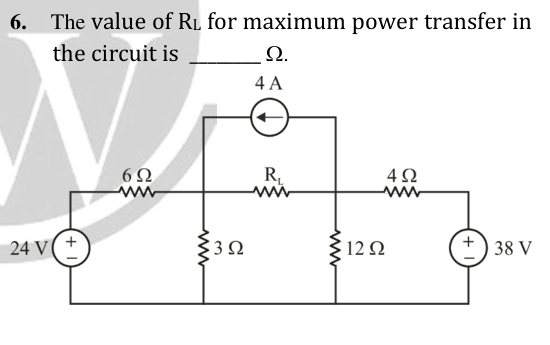 6. The value of RL for maximum power transfer in
the circuit is ________ Ω.
4 A
6 Ω
RL
4 Ω
24 V
+
3 Ω
12 Ω
+
38 V